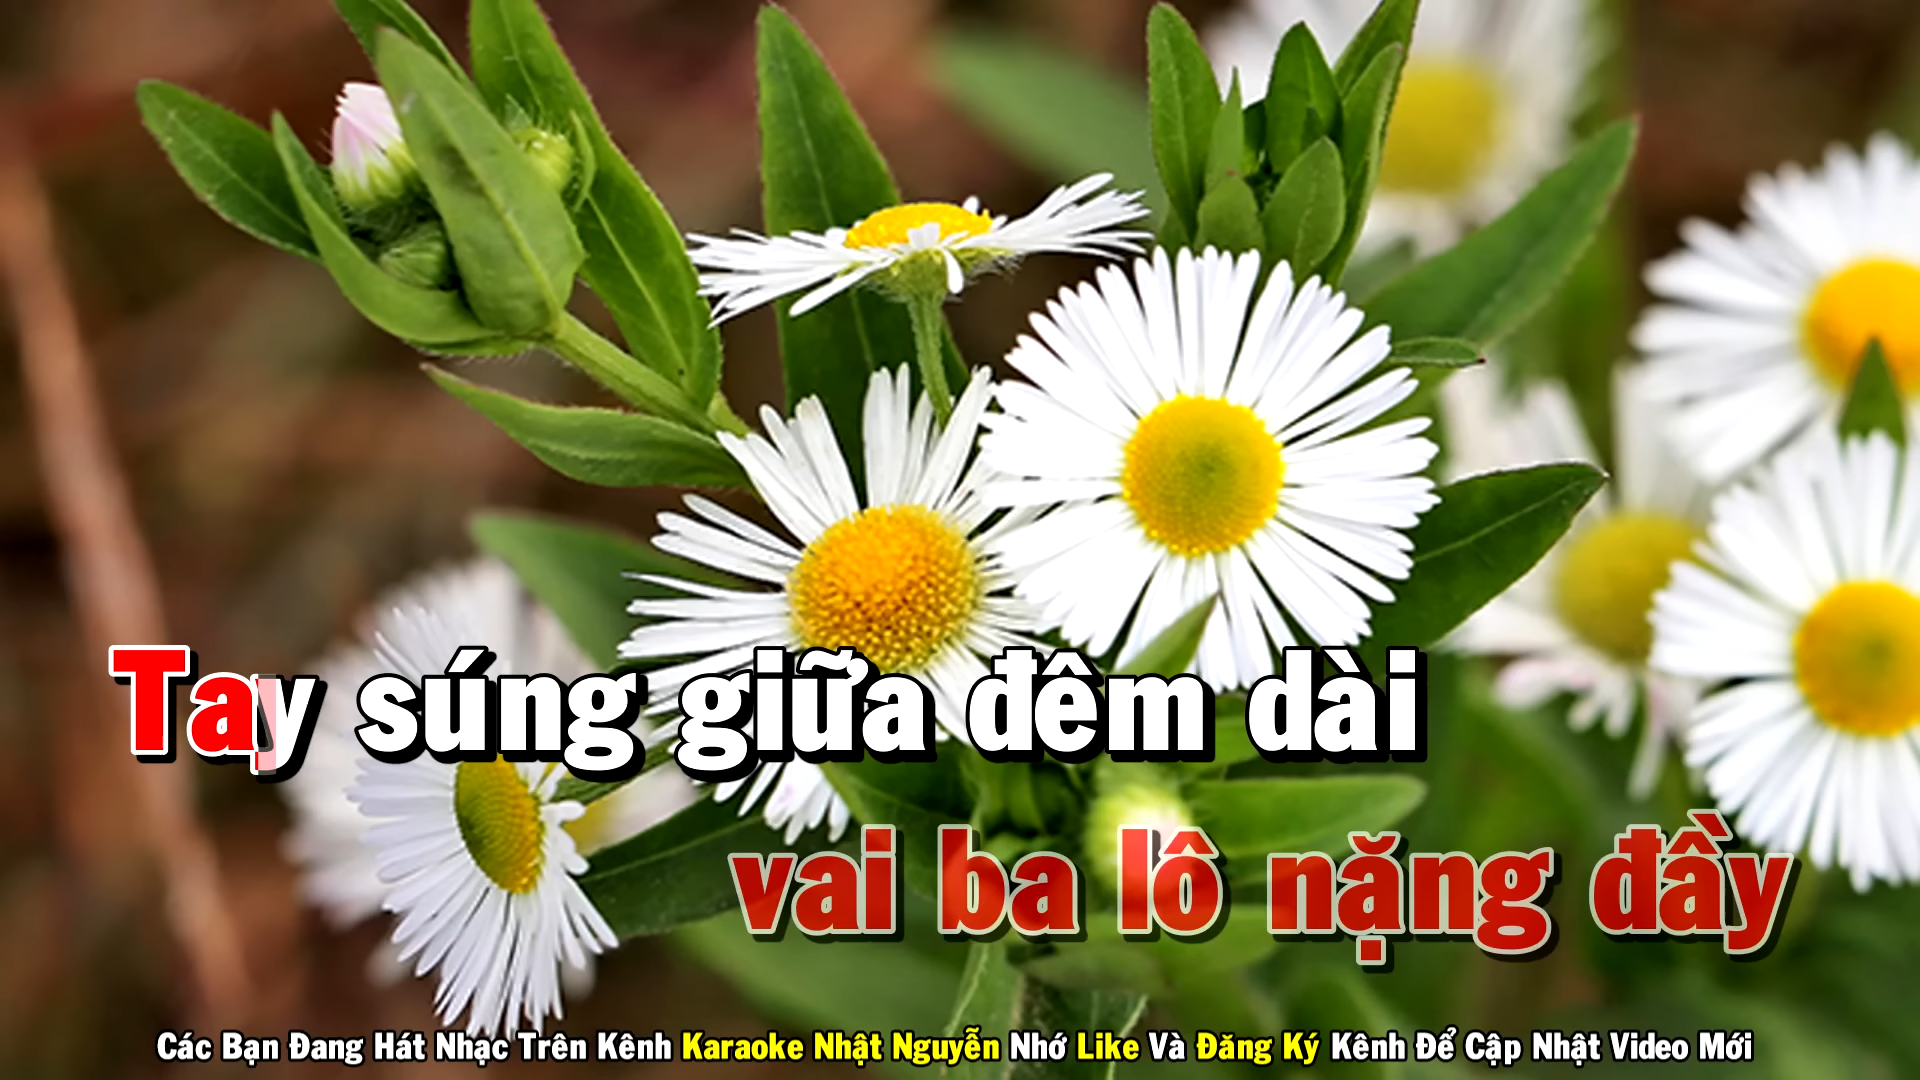 Tay súng giữa đêm dài
vai ba lô nặng đầy
Các Bạn Đang Hát Nhạc Trên Kênh Karaoke Nhật Nguyễn Nhớ Like Và Đăng Ký Kênh Để Cập Nhật Video Mới